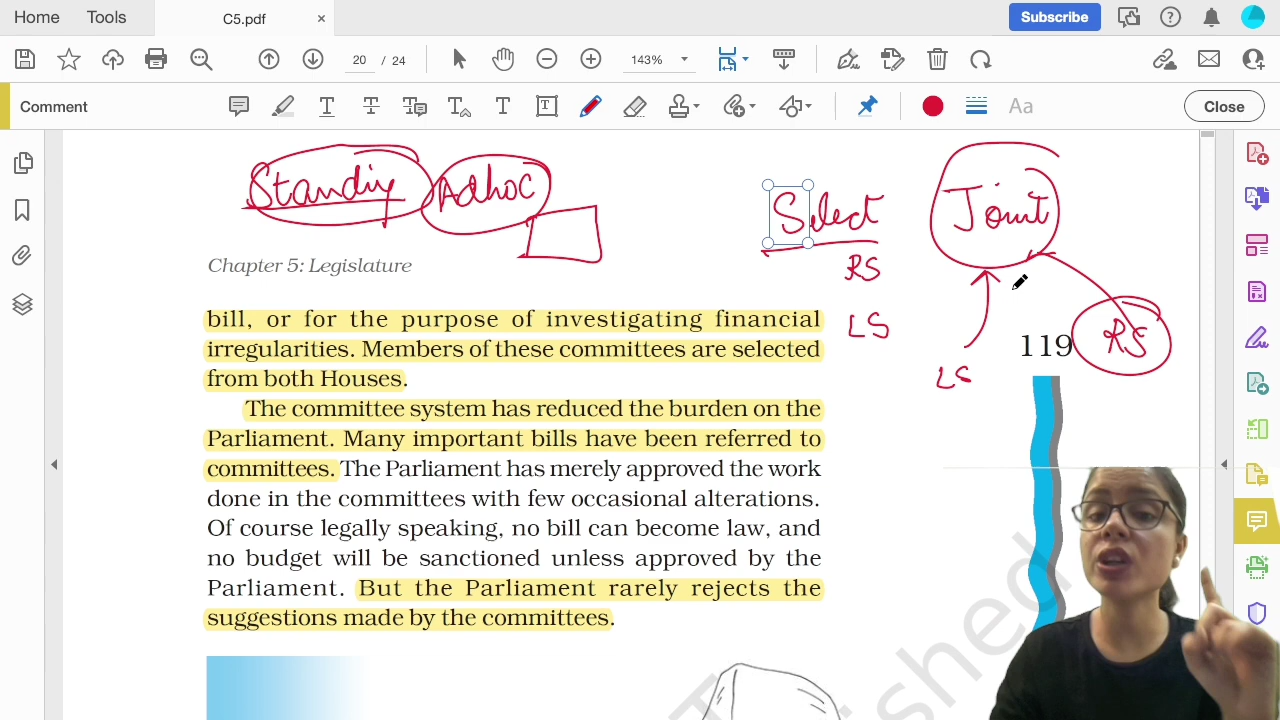 Home Tools C5.pdf × Subscribe
20 / 24 143%
Comment Aa Close
Standing Adhoc Select Joint
RS
Chapter 5: Legislature
LS
119 RS
LS
bill, or for the purpose of investigating financial
irregularities. Members of these committees are selected
from both Houses.
The committee system has reduced the burden on the
Parliament. Many important bills have been referred to
committees. The Parliament has merely approved the work
done in the committees with few occasional alterations.
Of course legally speaking, no bill can become law, and
no budget will be sanctioned unless approved by the
Parliament. But the Parliament rarely rejects the
suggestions made by the committees.